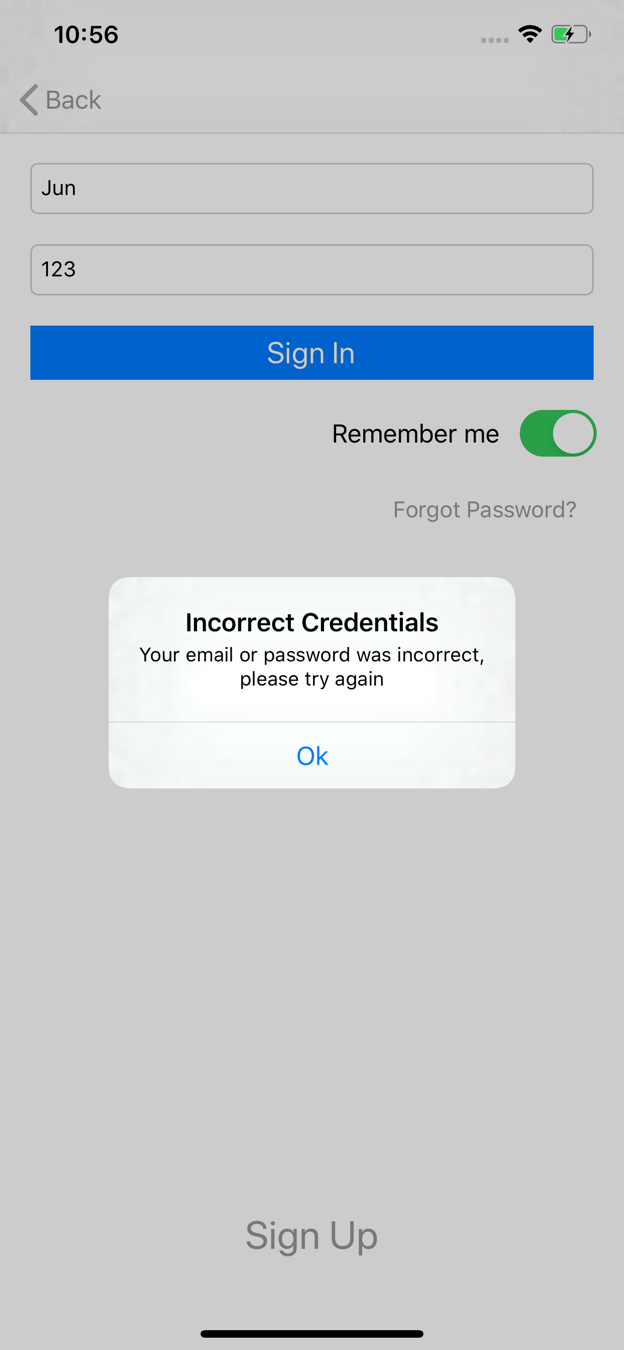 10:56
Back
Jun
123
Sign In
Remember me
Forgot Password?
Incorrect Credentials
Your email or password was incorrect,
please try again
Ok
Sign Up